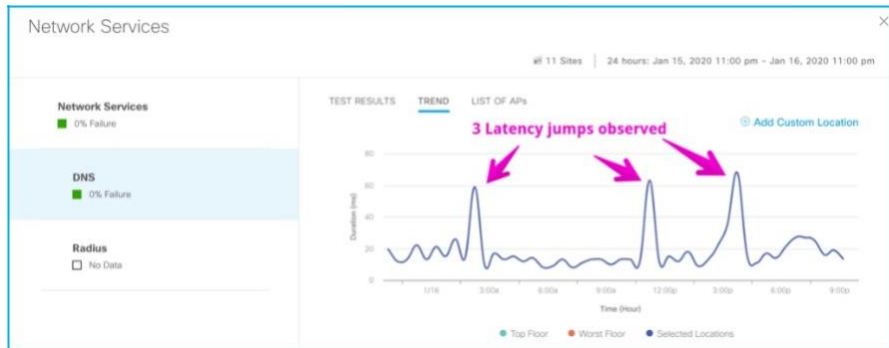 Network Services
11 Sites | 24 hours: Jan 15, 2020 11:00 pm - Jan 16, 2020 11:00 pm
Network Services
0% Failure
DNS
0% Failure
Radius
No Data
TEST RESULTS TREND LIST OF APs
3 Latency jumps observed
Add Custom Location
Duration (ms)
80
60
40
20
0
1/16 3:00a 6:00a 9:00a 12:00p 3:00p 6:00p 9:00p
Time (Hour)
Top Floor Worst Floor Selected Locations